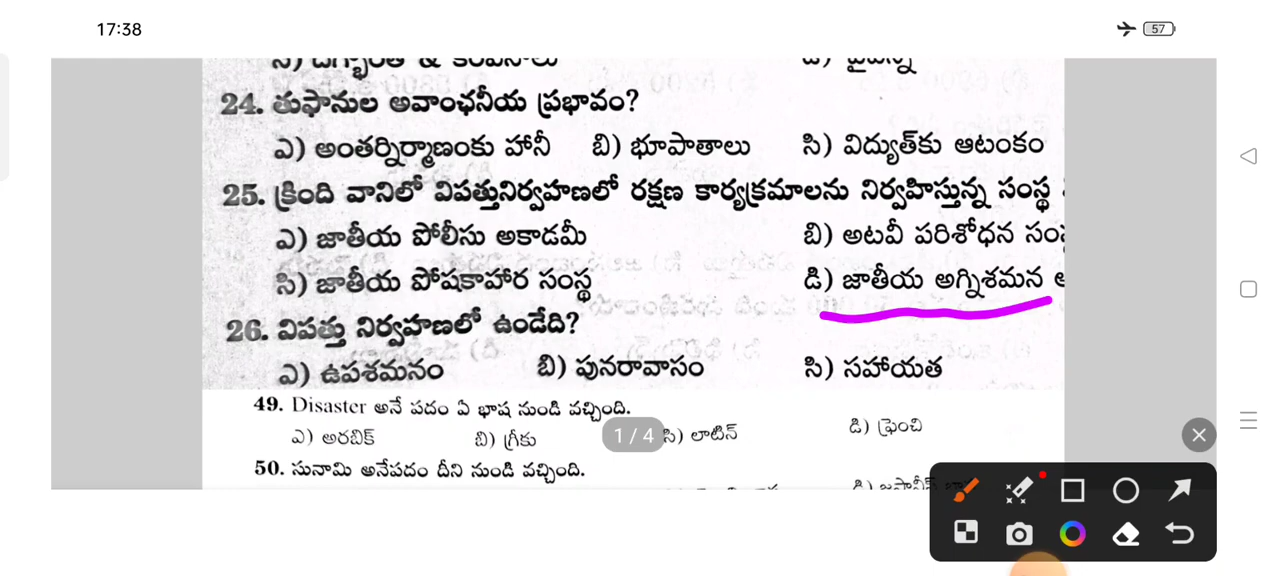 17:38
57
24. తుఫానుల అవాంఛనీయ ప్రభావం?
ఎ) అంతర్నిర్మాణంకు హానీ బి) భూపాతాలు సి) విద్యుత్‌కు ఆటంకం
25. క్రింది వానిలో విపత్తునిర్వహణలో రక్షణ కార్యక్రమాలను నిర్వహిస్తున్న సంస్థ
ఎ) జాతీయ పోలీసు అకాడమీ బి) అటవీ పరిశోధన
సి) జాతీయ పోషకాహార సంస్థ డి) జాతీయ అగ్నిశమన
26. విపత్తు నిర్వహణలో ఉండేది?
ఎ) ఉపశమనం బి) పునరావాసం సి) సహాయత
49. Disaster అనే పదం ఏ భాష నుండి వచ్చింది.
ఎ) అరబిక్ బి) గ్రీకు సి) లాటిన్ డి) ఫ్రెంచి
1 / 4
50. సునామి అనేపదం దీని నుండి వచ్చింది.